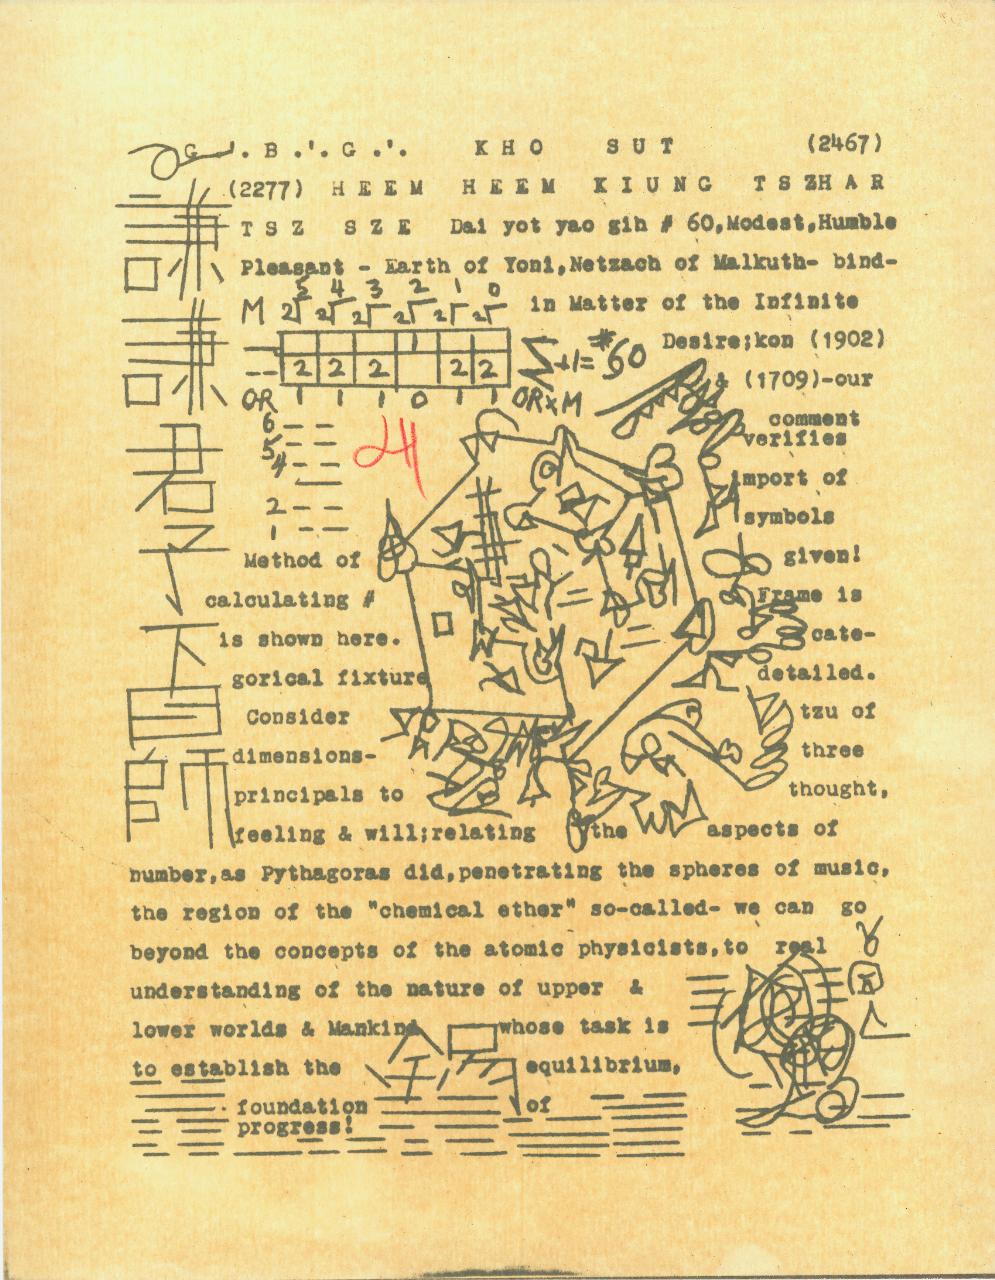 G .'. B .'. G .'. KHO SUT (2467)
(2277) HEEM HEEM KIUNG TSZHAR
TSZ SZE Dai yot yao gih # 60,Modest,Humble
Pleasant - Earth of Yoni,Netzach of Malkuth- bind-
5 4 3 2 1 0
M 2 2 2 2 2 2 in Matter of the Infinite
Desire;kon (1902)
1
2 2 2 2 2 Σ+1=#60
& (1709)-our
OR 1 1 1 0 1 1 OR×M
comment
6
verifies
5
4
import of
2
symbols
1
Method of given!
calculating # Frame is
is shown here. cate-
gorical fixture detailed.
Consider tzu of
dimensions- three
principals to thought,
feeling & will;relating the aspects of
number,as Pythagoras did,penetrating the spheres of music,
the region of the "chemical ether" so-called- we can go
beyond the concepts of the atomic physicists,to real
understanding of the nature of upper &
lower worlds & Mankind whose task is
to establish the equilibrium,
foundation of
progress!
謙
謙
君
子